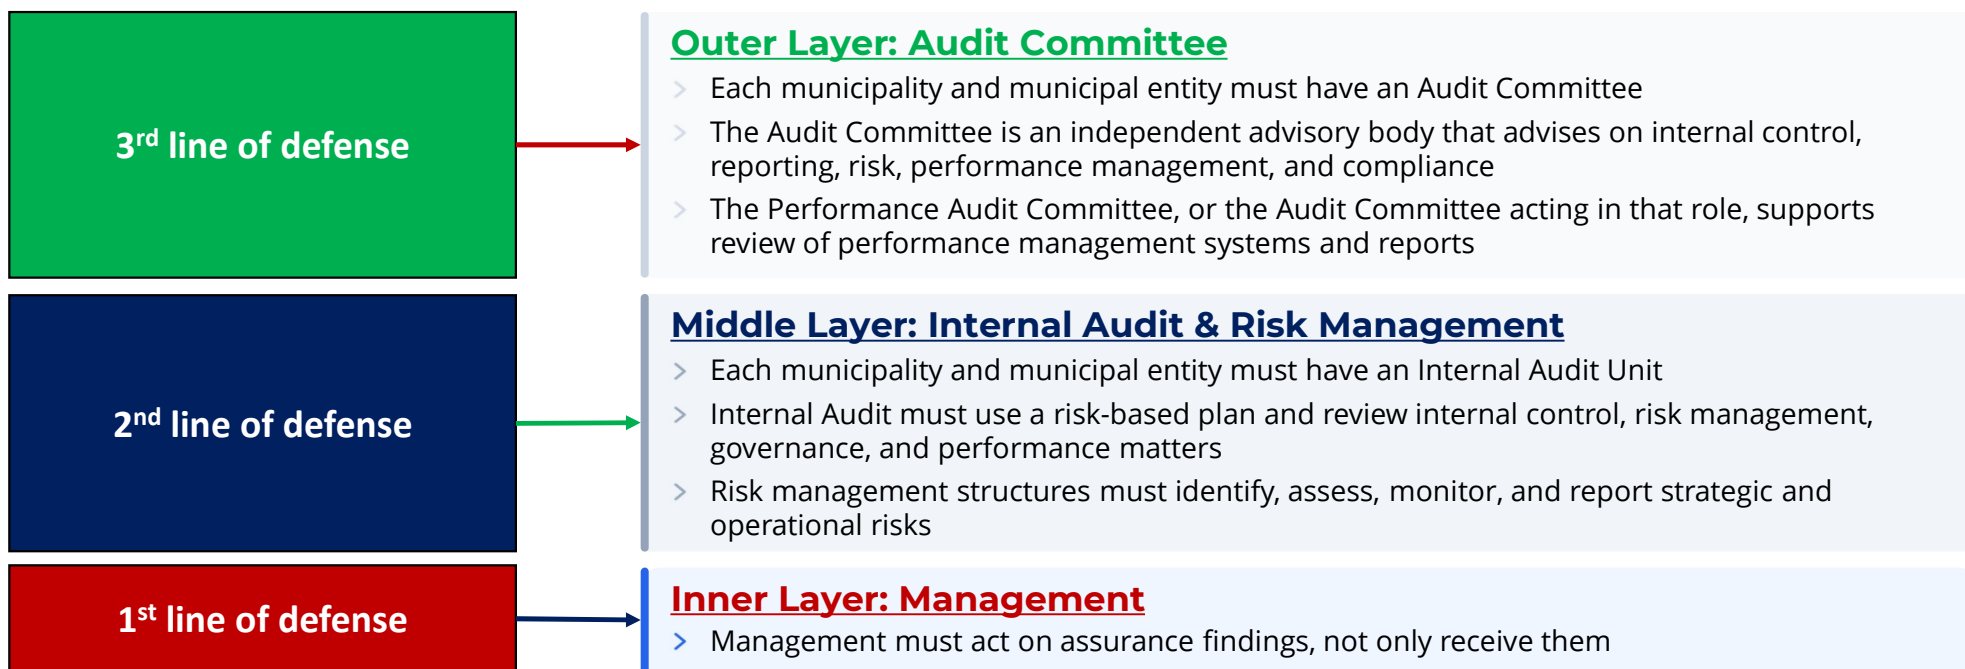 3rd line of defense
Outer Layer: Audit Committee
> Each municipality and municipal entity must have an Audit Committee
> The Audit Committee is an independent advisory body that advises on internal control,
reporting, risk, performance management, and compliance
> The Performance Audit Committee, or the Audit Committee acting in that role, supports
review of performance management systems and reports
2nd line of defense
Middle Layer: Internal Audit & Risk Management
> Each municipality and municipal entity must have an Internal Audit Unit
> Internal Audit must use a risk-based plan and review internal control, risk management,
governance, and performance matters
> Risk management structures must identify, assess, monitor, and report strategic and
operational risks
1st line of defense
Inner Layer: Management
> Management must act on assurance findings, not only receive them